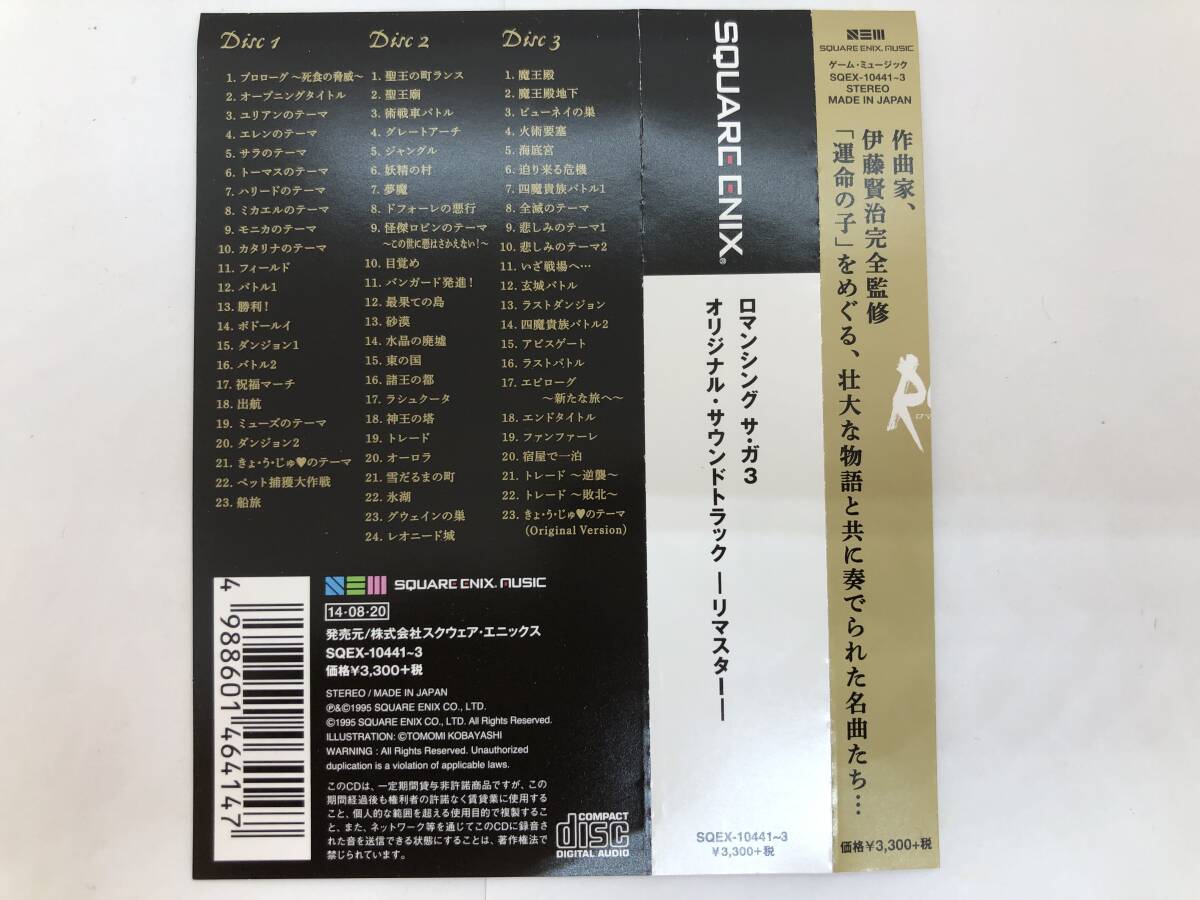 Disc 1
1. プロローグ ～死食の脅威～
2. オープニングタイトル
3. ユリアンのテーマ
4. エレンのテーマ
5. サラのテーマ
6. トーマスのテーマ
7. ハリードのテーマ
8. ミカエルのテーマ
9. モニカのテーマ
10. カタリナのテーマ
11. フィールド
12. バトル1
13. 勝利！
14. ポドールイ
15. ダンジョン1
16. バトル2
17. 祝福マーチ
18. 出航
19. ミューズのテーマ
20. ダンジョン2
21. きょ・う・じゅ♥のテーマ
22. ペット捕獲大作戦
23. 船旅
Disc 2
1. 聖王の町ランス
2. 聖王廟
3. 術戦車バトル
4. グレートアーチ
5. ジャングル
6. 妖精の村
7. 夢魔
8. ドフォーレの悪行
9. 怪傑ロビンのテーマ
～この世に悪はさかえない！～
10. 目覚め
11. バンガード発進！
12. 最果ての島
13. 砂漠
14. 水晶の廃墟
15. 東の国
16. 諸王の都
17. ラシュクータ
18. 神王の塔
19. トレード
20. オーロラ
21. 雪だるまの町
22. 氷湖
23. グウェインの巣
24. レオニード城
Disc 3
1. 魔王殿
2. 魔王殿地下
3. ビューネイの巣
4. 火術要塞
5. 海底宮
6. 迫り来る危機
7. 四魔貴族バトル1
8. 全滅のテーマ
9. 悲しみのテーマ1
10. 悲しみのテーマ2
11. いざ戦場へ…
12. 玄城バトル
13. ラストダンジョン
14. 四魔貴族バトル2
15. アビスゲート
16. ラストバトル
17. エピローグ
～新たな旅へ～
18. エンドタイトル
19. ファンファーレ
20. 宿屋で一泊
21. トレード ～逆襲～
22. トレード ～敗北～
23. きょ・う・じゅ♥のテーマ
(Original Version)
4 988601 464147
SQUARE ENIX. MUSIC
14・08・20
発売元/株式会社スクウェア・エニックス
SQEX-10441~3
価格¥3,300+税
STEREO / MADE IN JAPAN
℗&©1995 SQUARE ENIX CO., LTD.
©1995 SQUARE ENIX CO., LTD. All Rights Reserved.
ILLUSTRATION: ©TOMOMI KOBAYASHI
WARNING : All Rights Reserved. Unauthorized
duplication is a violation of applicable laws.
このCDは、一定期間貸与非許諾商品ですが、この
期間経過後も権利者の許諾なく賃貸業に使用する
こと、個人的な範囲を超える使用目的で複製すること
と、また、ネットワーク等を通じてこのCDに録音さ
れた音を送信できる状態にすることは、著作権法で
禁じられています。
COMPACT
disc
DIGITAL AUDIO
SQUARE ENIX®
ロマンシング サ・ガ3
オリジナル・サウンドトラック ―リマスター―
SQEX-10441~3
¥3,300+税
SQUARE ENIX. MUSIC
ゲーム・ミュージック
SQEX-10441~3
STEREO
MADE IN JAPAN
作曲家、
伊藤賢治完全監修
「運命の子」をめぐる、壮大な物語と共に奏でられた名曲たち…
価格¥3,300+税